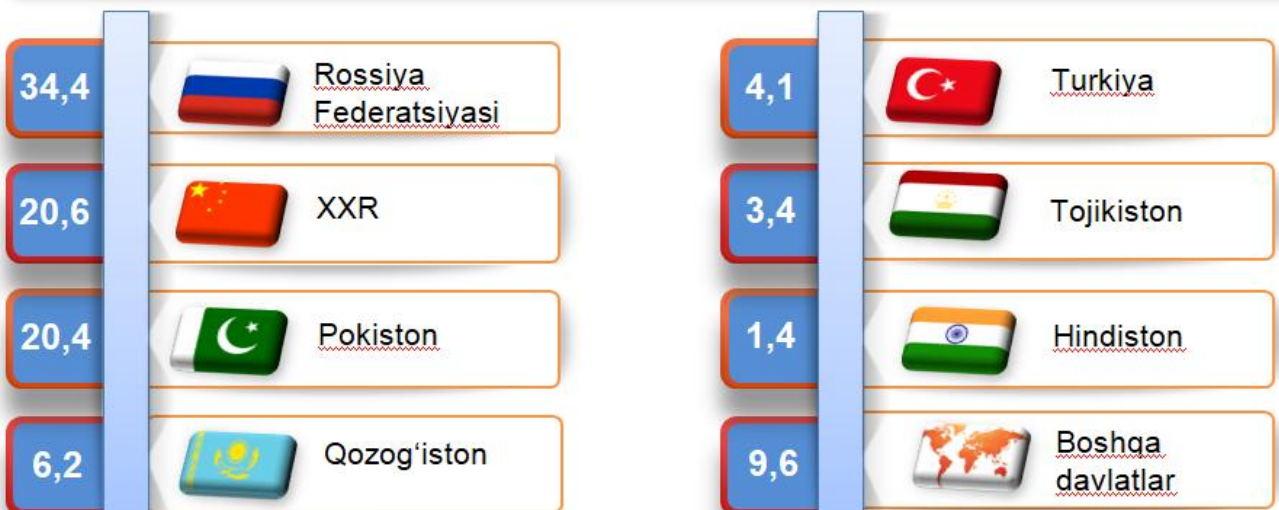 34,4
Rossiya
Federatsiyasi
20,6
XXR
20,4
Pokiston
6,2
Qozog‘iston
4,1
Turkiya
3,4
Tojikiston
1,4
Hindiston
9,6
Boshqa
davlatlar